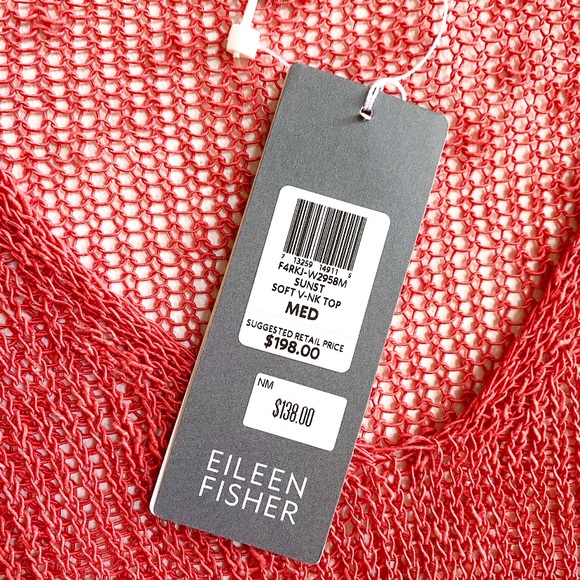 7 13259 14911 5
F4RKJ-W2958M
SUNST
SOFT V-NK TOP
MED
SUGGESTED RETAIL PRICE
$198.00
NM
$138.00
EILEEN
FISHER